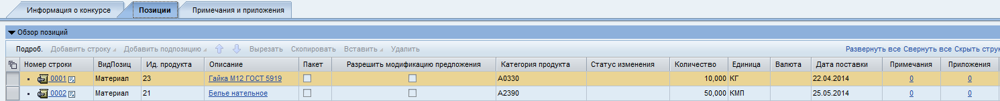 Информация о конкурсе Позиции Примечания и приложения
Обзор позиций
Подроб. Добавить строку Добавить подпозицию Вырезать Скопировать Вставить Удалить Развернуть все Свернуть все Скрыть струк
Номер строки ВидПозиц Ид. продукта Описание Пакет Разрешить модификацию предложения Категория продукта Статус изменения Количество Единица Валюта Дата поставки Примечания Приложения
0001 Материал 23 Гайка М12 ГОСТ 5919 A0330 10,000 КГ 22.04.2014 0 0
0002 Материал 21 Белье нательное A2390 50,000 КМП 25.05.2014 0 0